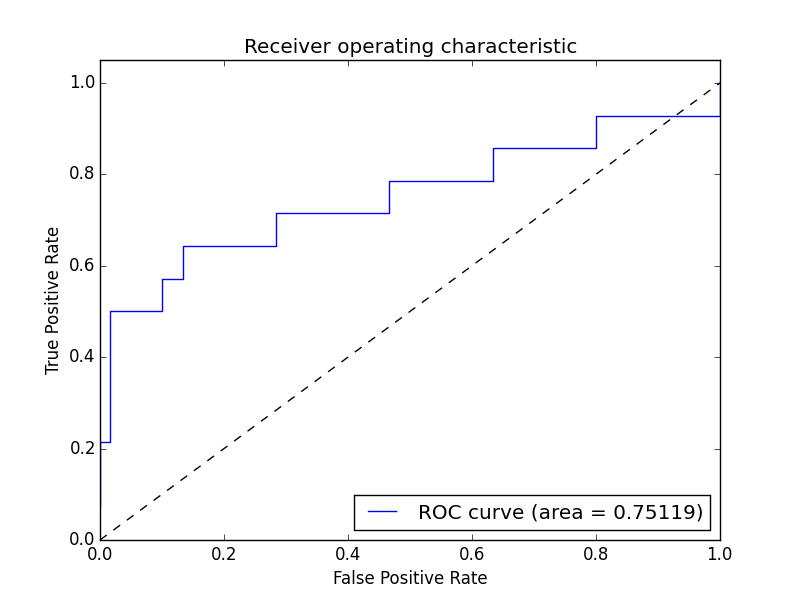 Receiver operating characteristic
True Positive Rate
1.0
0.8
0.6
0.4
0.2
0.0
ROC curve (area = 0.75119)
0.0 0.2 0.4 0.6 0.8 1.0
False Positive Rate